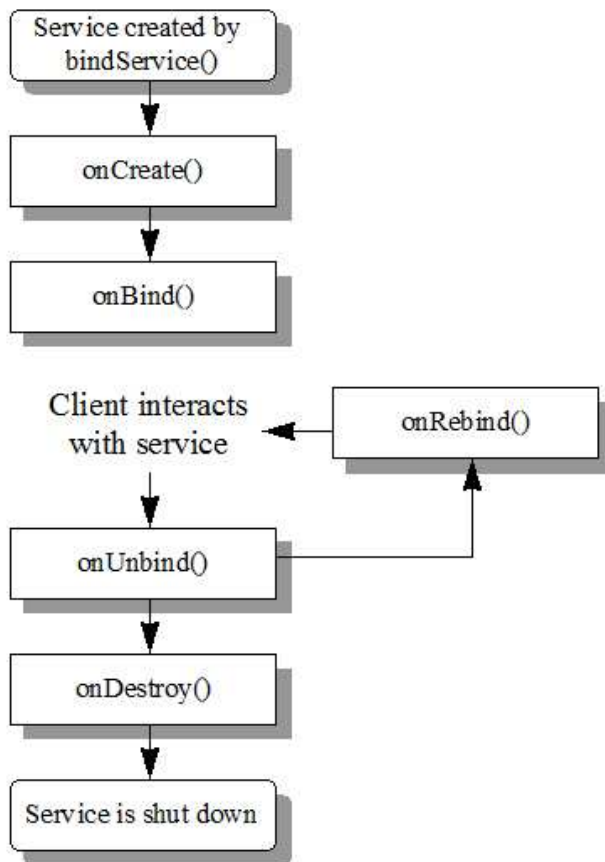 Service created by
bindService()
onCreate()
onBind()
Client interacts
with service
onRebind()
onUnbind()
onDestroy()
Service is shut down